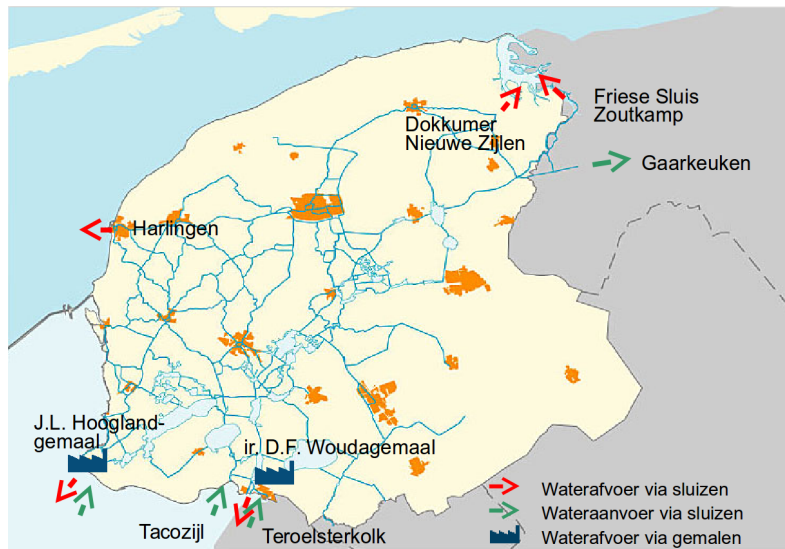 Dokkumer
Nieuwe Zijlen
Friese Sluis
Zoutkamp
Gaarkeuken
Harlingen
J.L. Hoogland-
gemaal
ir. D.F. Woudagemaal
Tacozijl
Teroelsterkolk
Waterafvoer via sluizen
Wateraanvoer via sluizen
Waterafvoer via gemalen